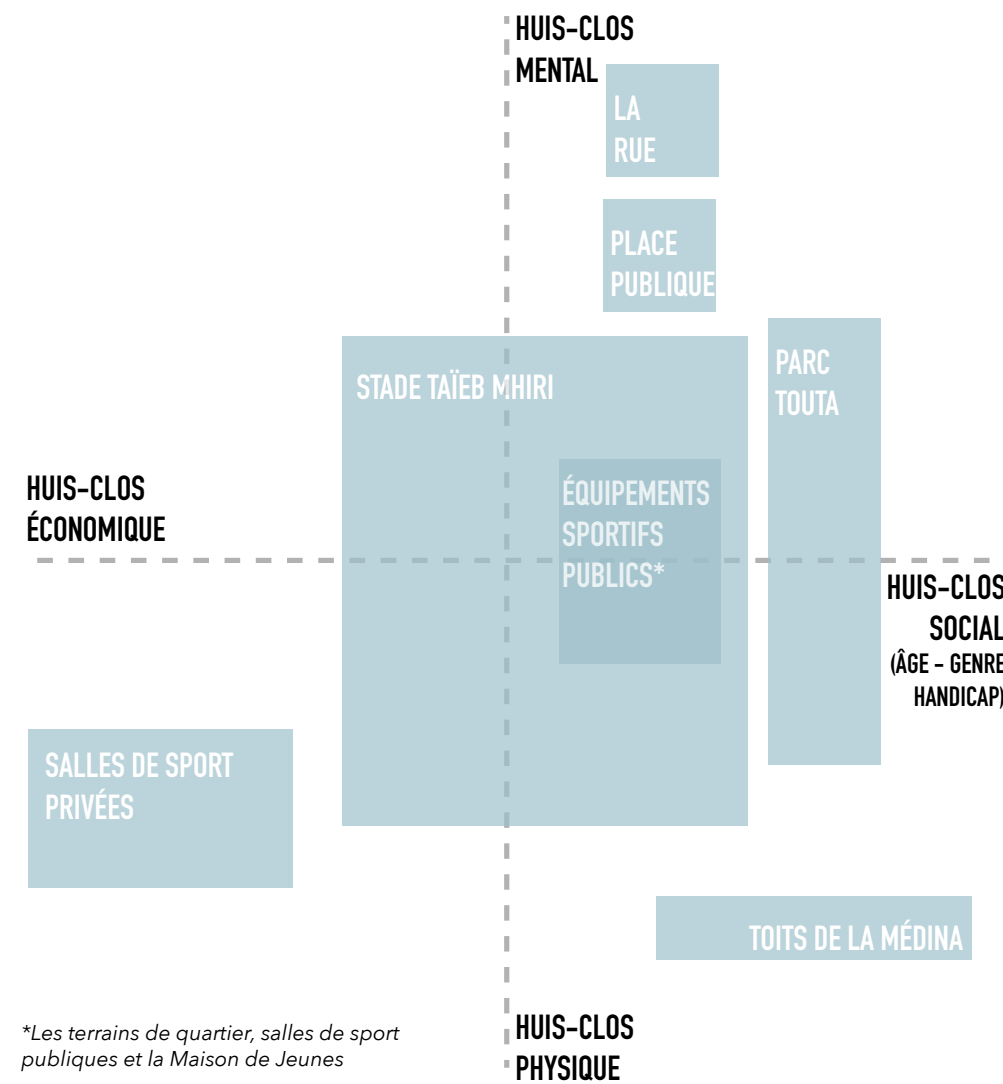 HUIS-CLOS
MENTAL
LA
RUE
PLACE
PUBLIQUE
PARC
TOUTA
STADE TAÏEB MHIRI
HUIS-CLOS
ÉCONOMIQUE
ÉQUIPEMENTS
SPORTIFS
PUBLICS*
HUIS-CLOS
SOCIAL
(ÂGE - GENRE
HANDICAP)
SALLES DE SPORT
PRIVÉES
TOITS DE LA MÉDINA
*Les terrains de quartier, salles de sport
publiques et la Maison de Jeunes
HUIS-CLOS
PHYSIQUE